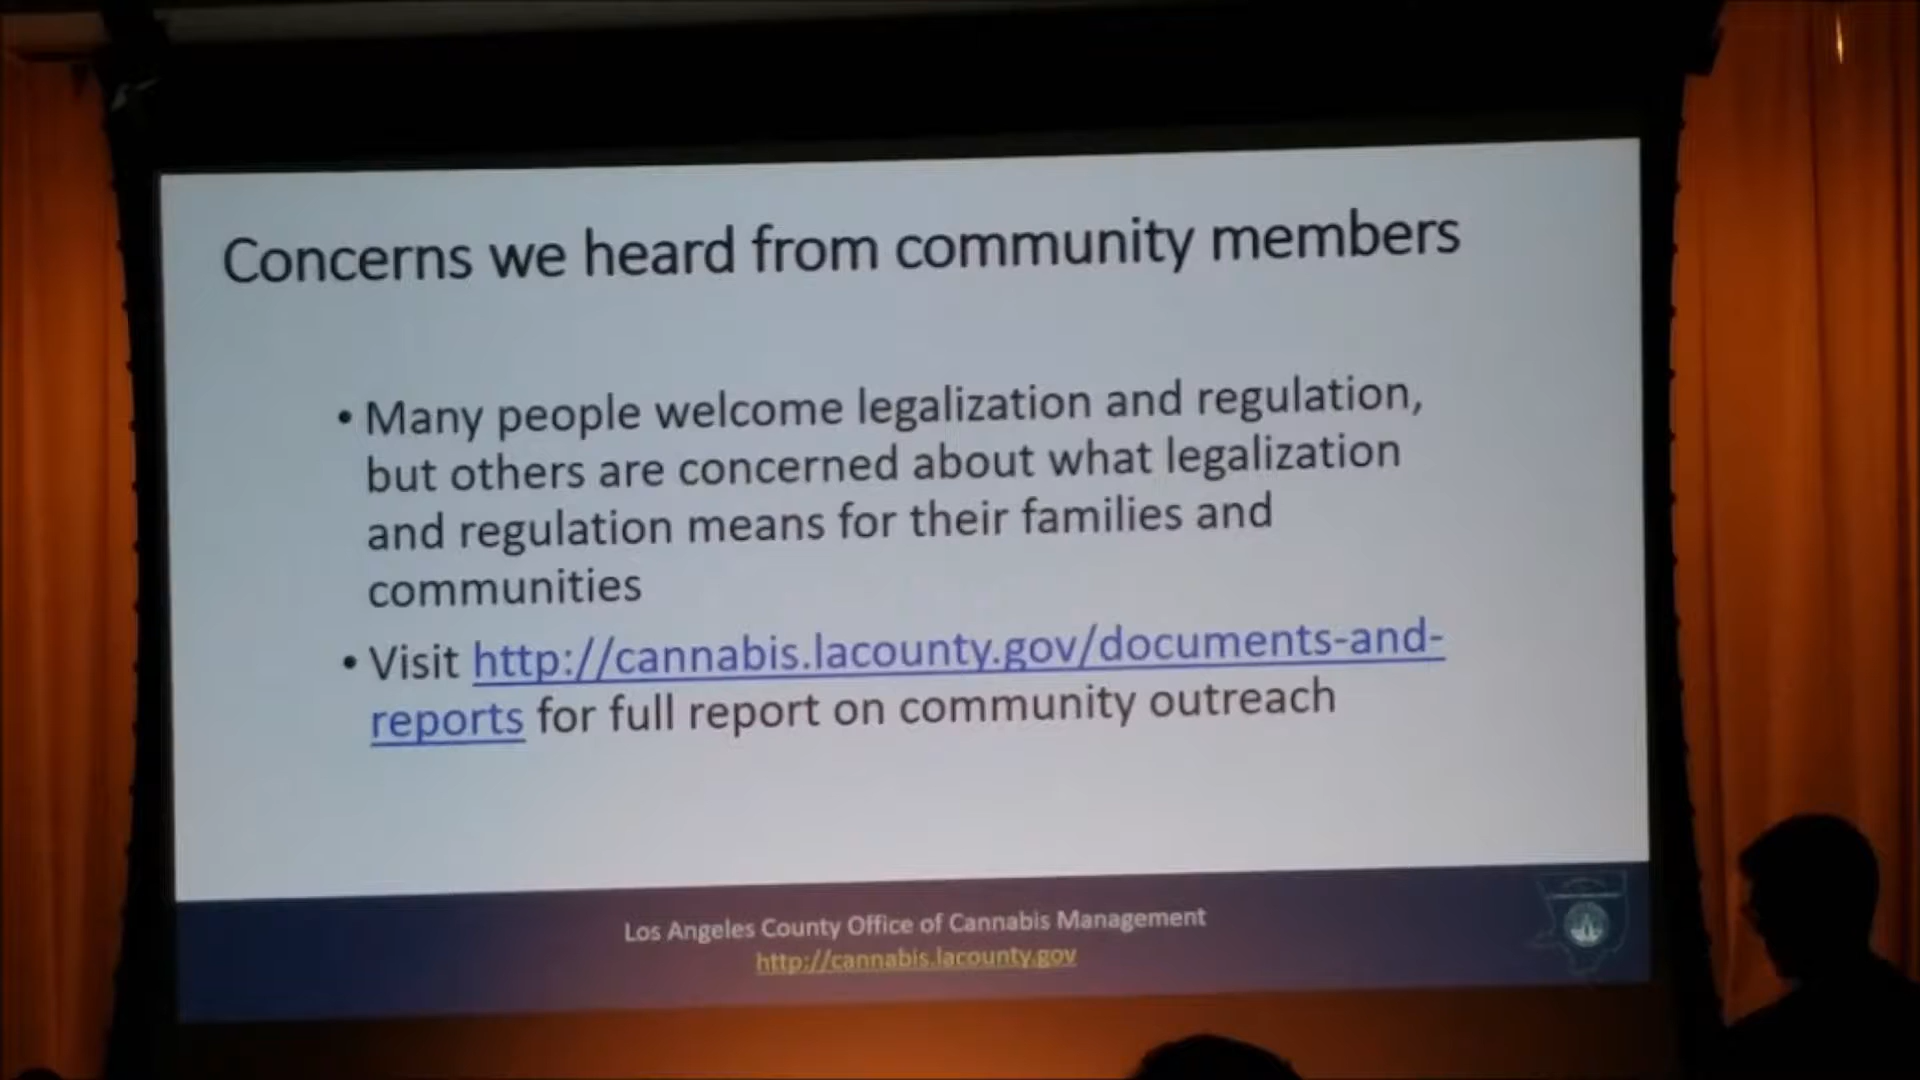 Concerns we heard from community members
• Many people welcome legalization and regulation,
but others are concerned about what legalization
and regulation means for their families and
communities
• Visit http://cannabis.lacounty.gov/documents-and-
reports for full report on community outreach
Los Angeles County Office of Cannabis Management
http://cannabis.lacounty.gov